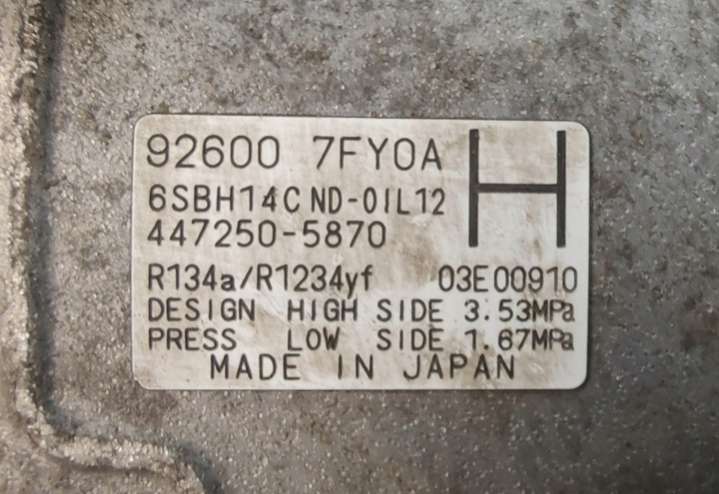 92600 7FY0A
H
6SBH14C ND-OIL12
447250-5870
R134a/R1234yf 03E00910
DESIGN HIGH SIDE 3.53MPa
PRESS LOW SIDE 1.67MPa
MADE IN JAPAN